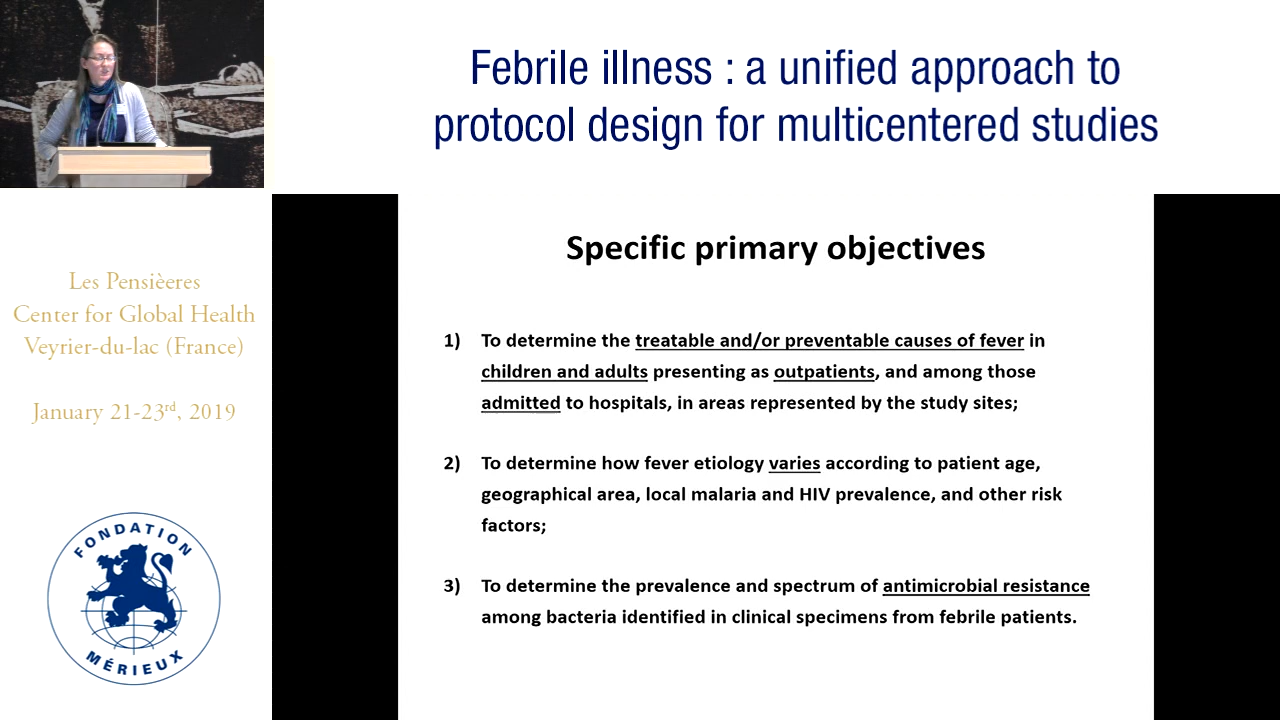 Febrile illness : a unified approach to
protocol design for multicentered studies
Les Pensièeres
Center for Global Health
Veyrier-du-lac (France)
January 21-23rd, 2019
FONDATION
MÉRIEUX
Specific primary objectives
1) To determine the treatable and/or preventable causes of fever in
children and adults presenting as outpatients, and among those
admitted to hospitals, in areas represented by the study sites;
2) To determine how fever etiology varies according to patient age,
geographical area, local malaria and HIV prevalence, and other risk
factors;
3) To determine the prevalence and spectrum of antimicrobial resistance
among bacteria identified in clinical specimens from febrile patients.